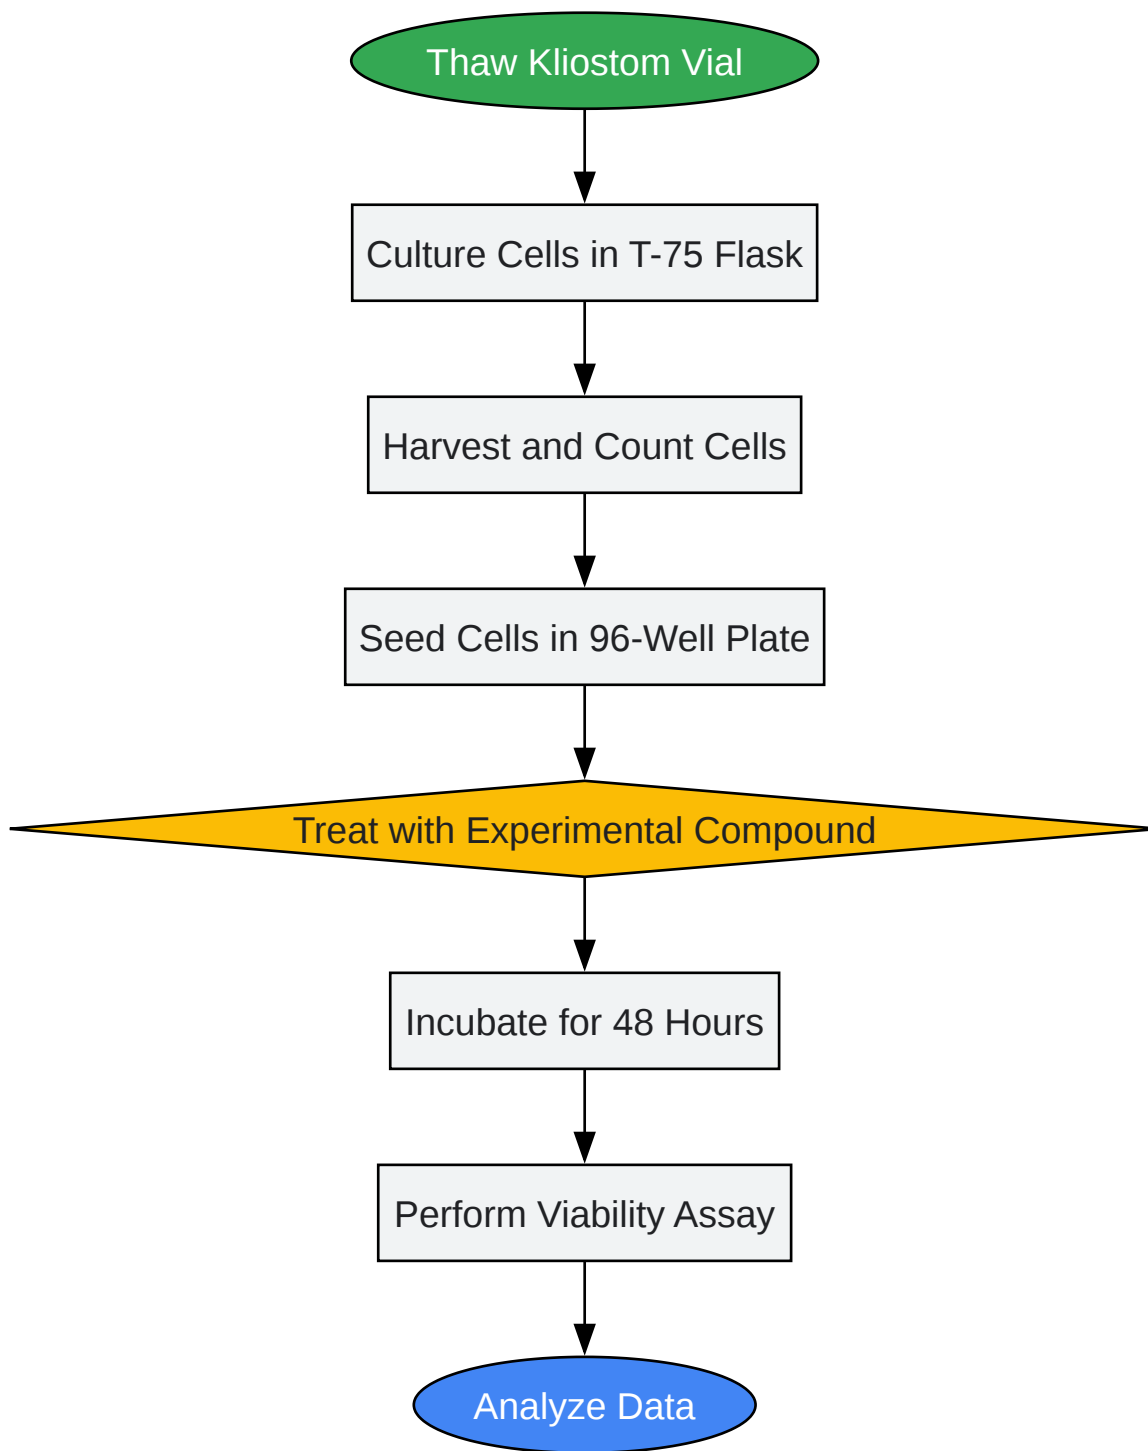 Thaw Kliostom Vial
Culture Cells in T-75 Flask
Harvest and Count Cells
Seed Cells in 96-Well Plate
Treat with Experimental Compound
Incubate for 48 Hours
Perform Viability Assay
Analyze Data